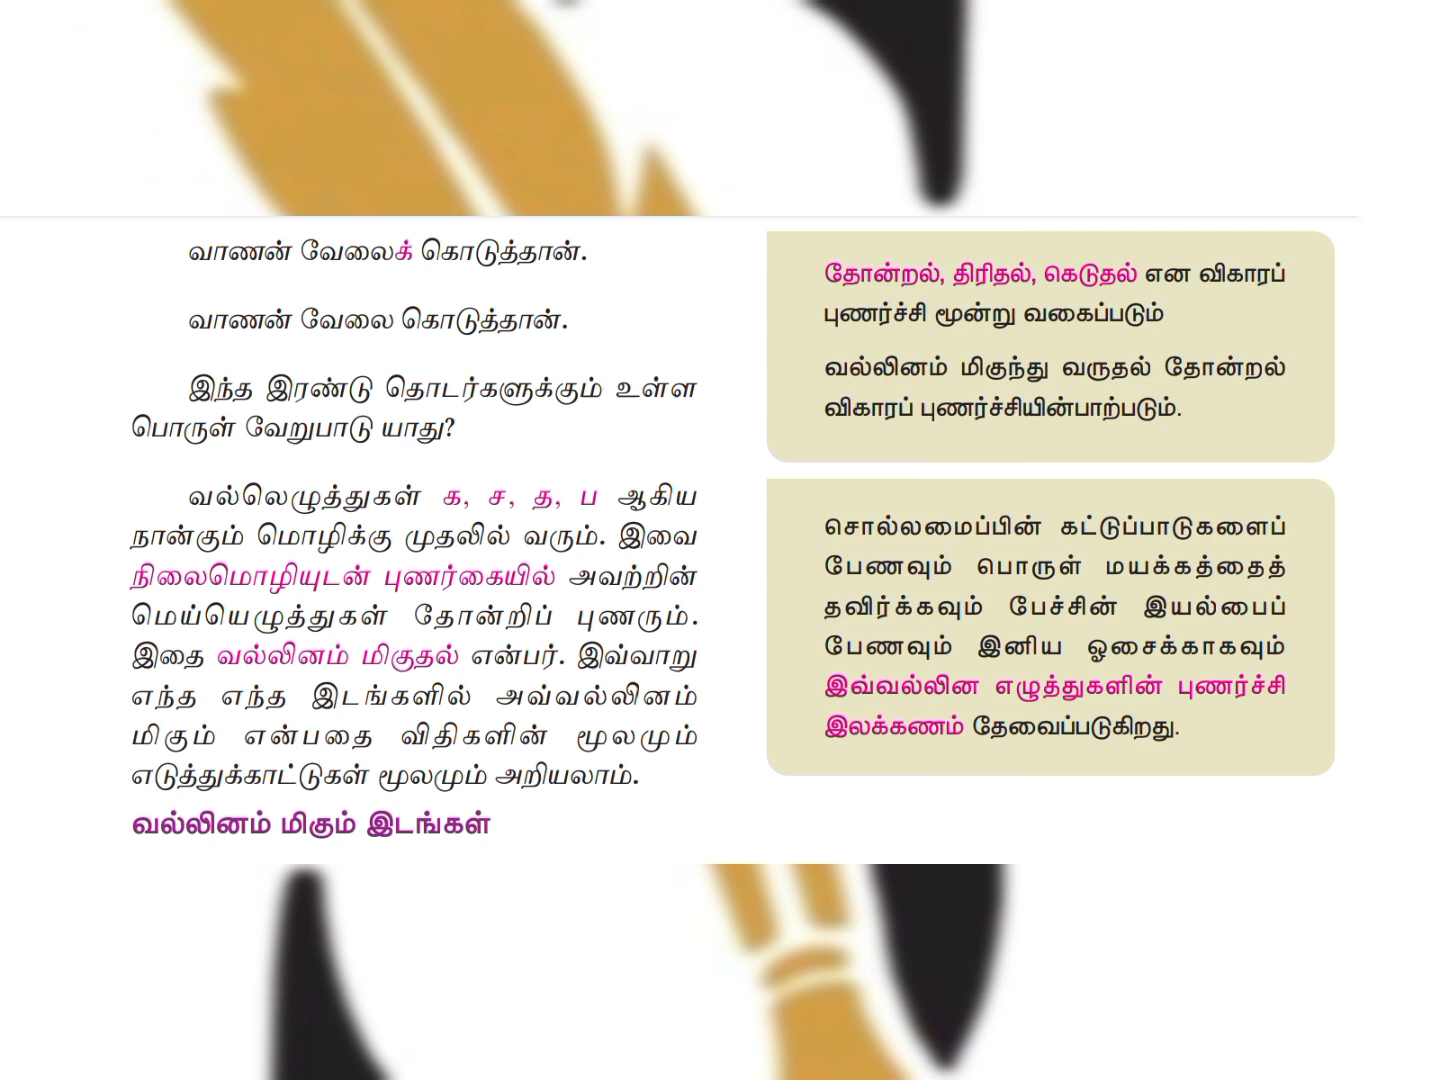 வாணன் வேலைக் கொடுத்தான்.
வாணன் வேலை கொடுத்தான்.
இந்த இரண்டு தொடர்களுக்கும் உள்ள
பொருள் வேறுபாடு யாது?
வல்லெழுத்துகள் க, ச, த, ப ஆகிய
நான்கும் மொழிக்கு முதலில் வரும். இவை
நிலைமொழியுடன் புணர்கையில் அவற்றின்
மெய்யெழுத்துகள் தோன்றிப் புணரும்.
இதை வல்லினம் மிகுதல் என்பர். இவ்வாறு
எந்த எந்த இடங்களில் அவ்வல்லினம்
மிகும் என்பதை விதிகளின் மூலமும்
எடுத்துக்காட்டுகள் மூலமும் அறியலாம்.
வல்லினம் மிகும் இடங்கள்
தோன்றல், திரிதல், கெடுதல் என விகாரப்
புணர்ச்சி மூன்று வகைப்படும்
வல்லினம் மிகுந்து வருதல் தோன்றல்
விகாரப் புணர்ச்சியின்பாற்படும்.
சொல்லமைப்பின் கட்டுப்பாடுகளைப்
பேணவும் பொருள் மயக்கத்தைத்
தவிர்க்கவும் பேச்சின் இயல்பைப்
பேணவும் இனிய ஓசைக்காகவும்
இவ்வல்லின எழுத்துகளின் புணர்ச்சி
இலக்கணம் தேவைப்படுகிறது.